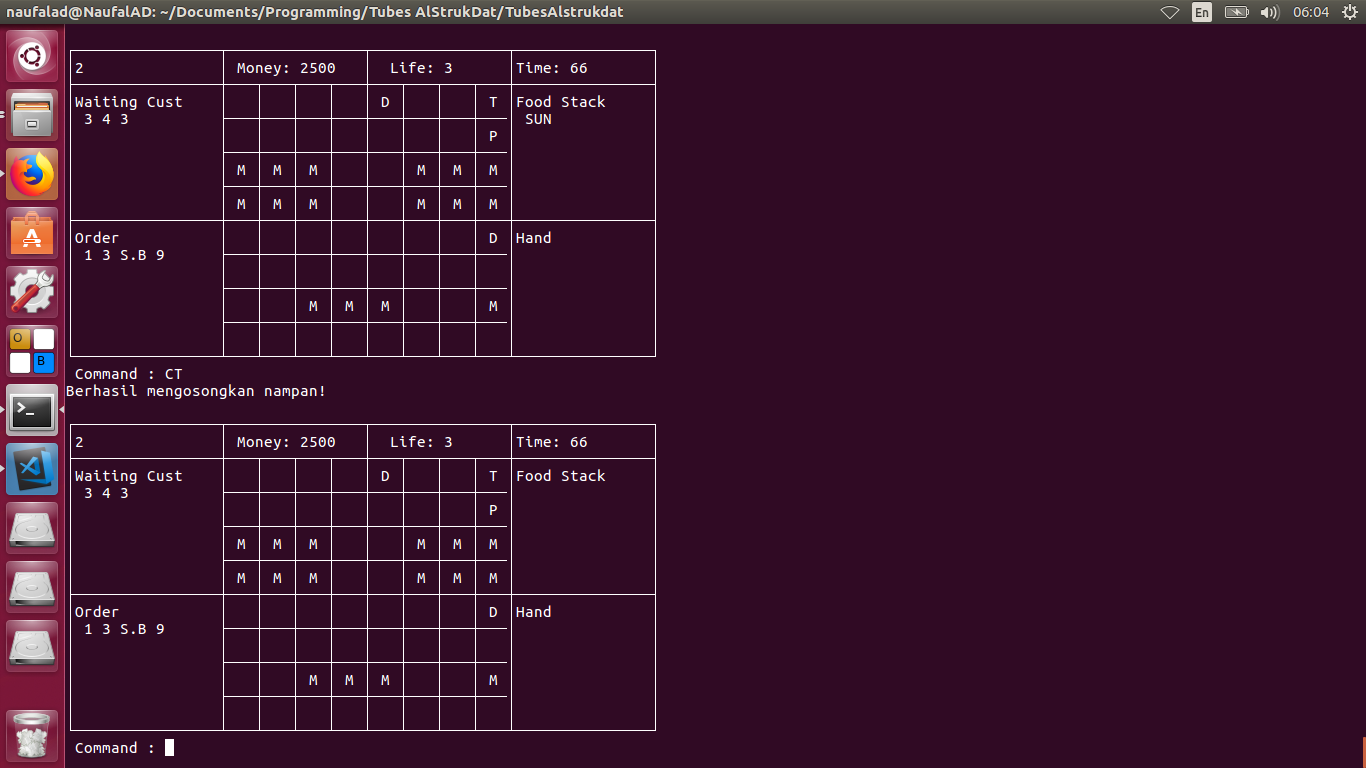 naufalad@NaufalAD: ~/Documents/Programming/Tubes AlStrukDat/TubesAlstrukdat
En
06:04
2 Money: 2500 Life: 3 Time: 66
Waiting Cust D T Food Stack
3 4 3 SUN
P
M M M M M M
M M M M M M
Order D Hand
1 3 S.B 9
M M M M
Command : CT
Berhasil mengosongkan nampan!
2 Money: 2500 Life: 3 Time: 66
Waiting Cust D T Food Stack
3 4 3
P
M M M M M M
M M M M M M
Order D Hand
1 3 S.B 9
M M M M
Command :
O
B